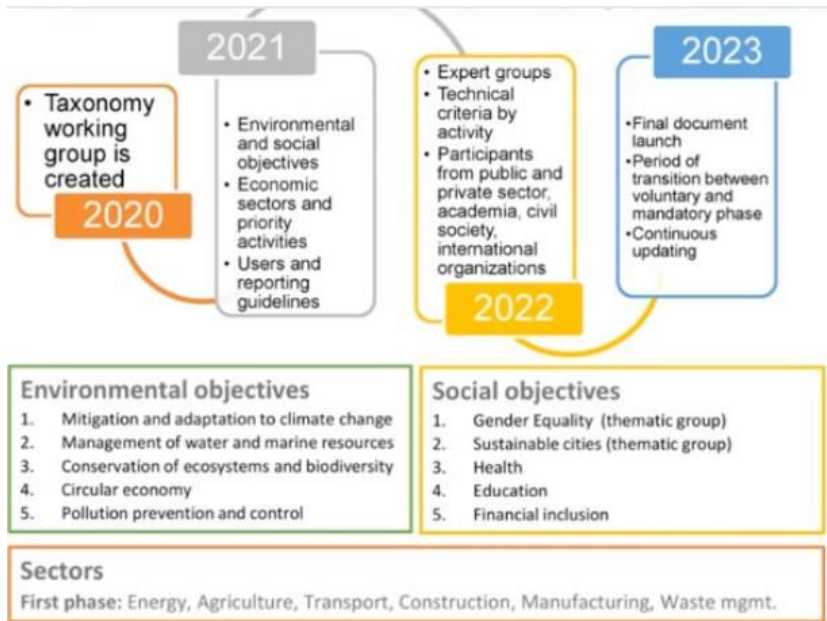 2020
• Taxonomy
working
group is
created
2021
• Environmental
and social
objectives
• Economic
sectors and
priority
activities
• Users and
reporting
guidelines
2022
• Expert groups
• Technical
criteria by
activity
• Participants
from public and
private sector,
academia, civil
society,
international
organizations
2023
•Final document
launch
•Period of
transition between
voluntary and
mandatory phase
•Continuous
updating
Environmental objectives
1. Mitigation and adaptation to climate change
2. Management of water and marine resources
3. Conservation of ecosystems and biodiversity
4. Circular economy
5. Pollution prevention and control
Social objectives
1. Gender Equality (thematic group)
2. Sustainable cities (thematic group)
3. Health
4. Education
5. Financial inclusion
Sectors
First phase: Energy, Agriculture, Transport, Construction, Manufacturing, Waste mgmt.